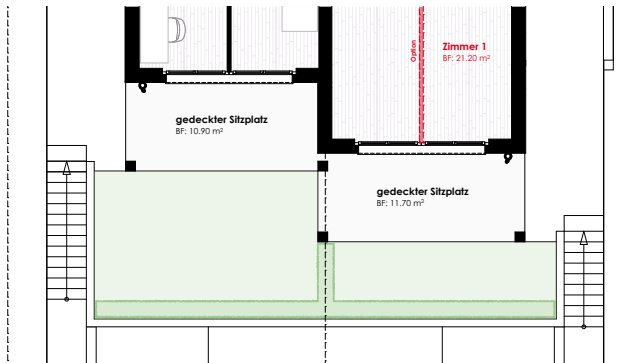 Option
Zimmer 1
BF: 21.20 m²
gedeckter Sitzplatz
BF: 10.90 m²
gedeckter Sitzplatz
BF: 11.70 m²